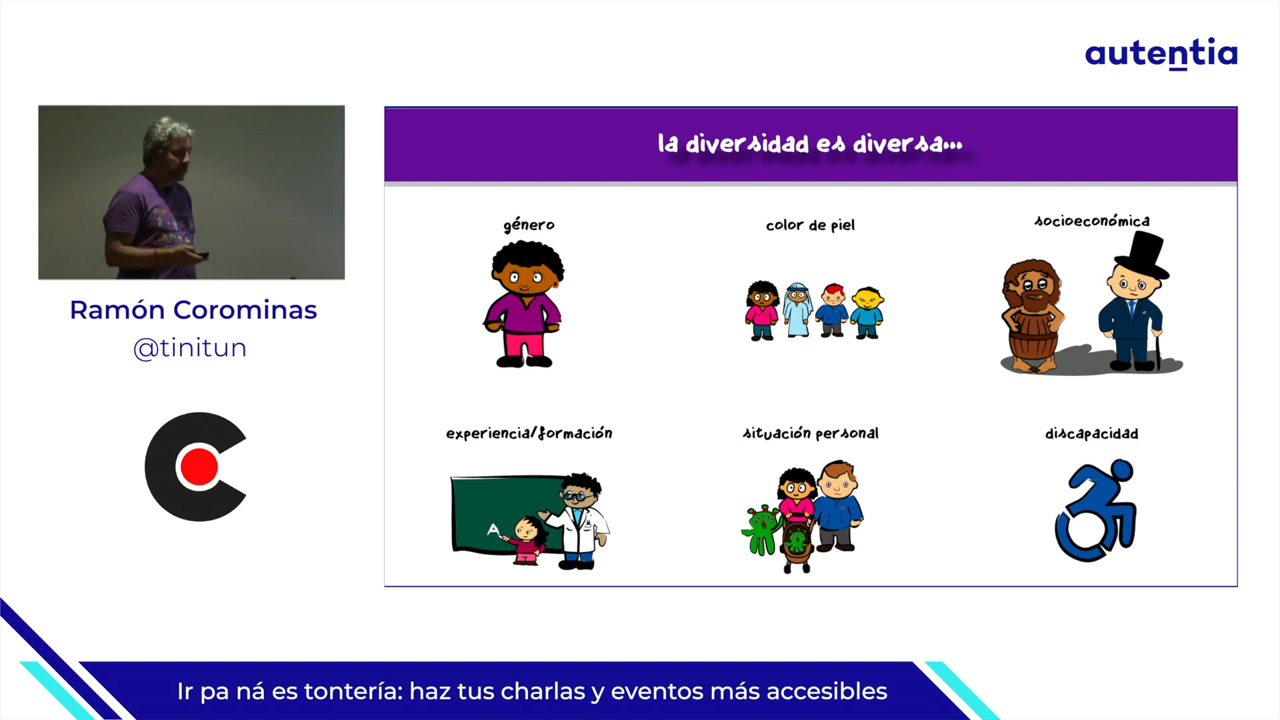 autentia
la diversidad es diversa...
género
color de piel
socioeconómica
experiencia/formación
situación personal
discapacidad
A
Ramón Corominas
@tinitun
Ir pa ná es tontería: haz tus charlas y eventos más accesibles